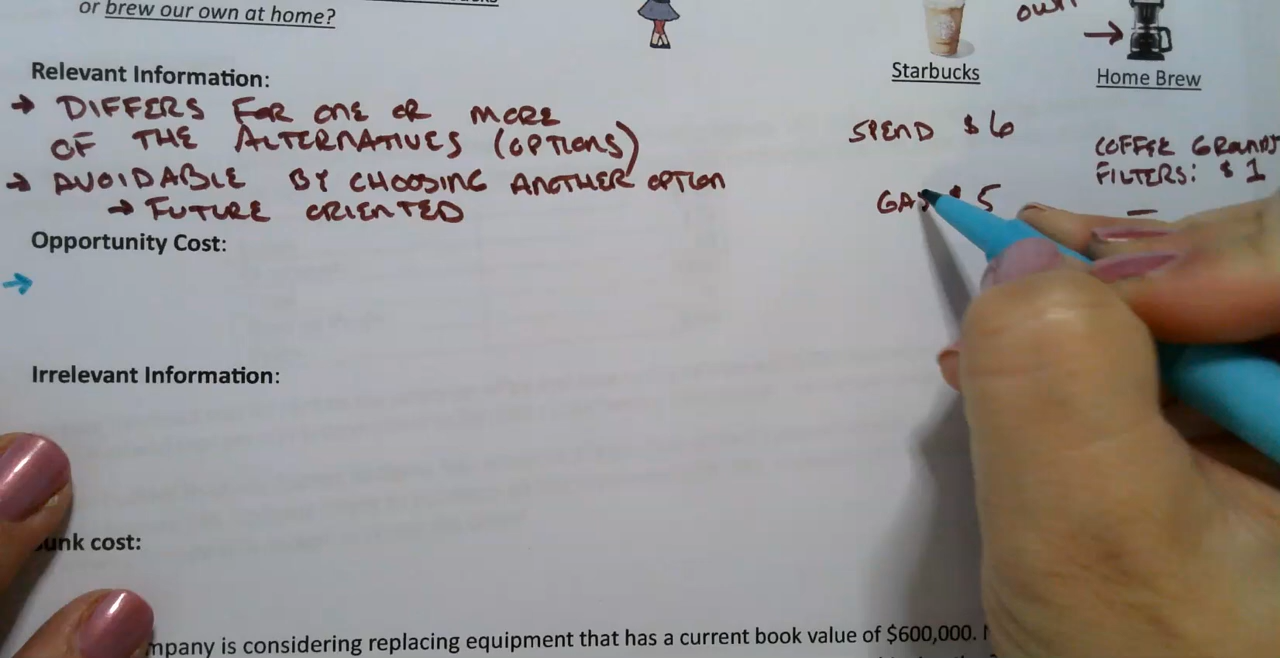 or brew our own at home?
own
Starbucks
Home Brew
Relevant Information:
→ DIFFERS FOR ONE OR MORE
OF THE ALTERNATIVES (OPTIONS)
→ AVOIDABLE BY CHOOSING ANOTHER OPTION
→ FUTURE ORIENTED
SPEND $6
COFFEE GROUNDS
FILTERS: $1
GAS $5
–
Opportunity Cost:
→
Irrelevant Information:
unk cost:
mpany is considering replacing equipment that has a current book value of $600,000.